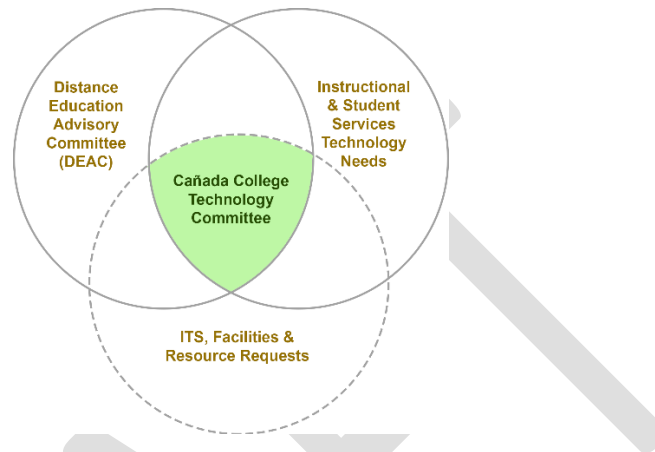 Distance
Education
Advisory
Committee
(DEAC)
Instructional
& Student
Services
Technology
Needs
Cañada College
Technology
Committee
ITS, Facilities &
Resource Requests